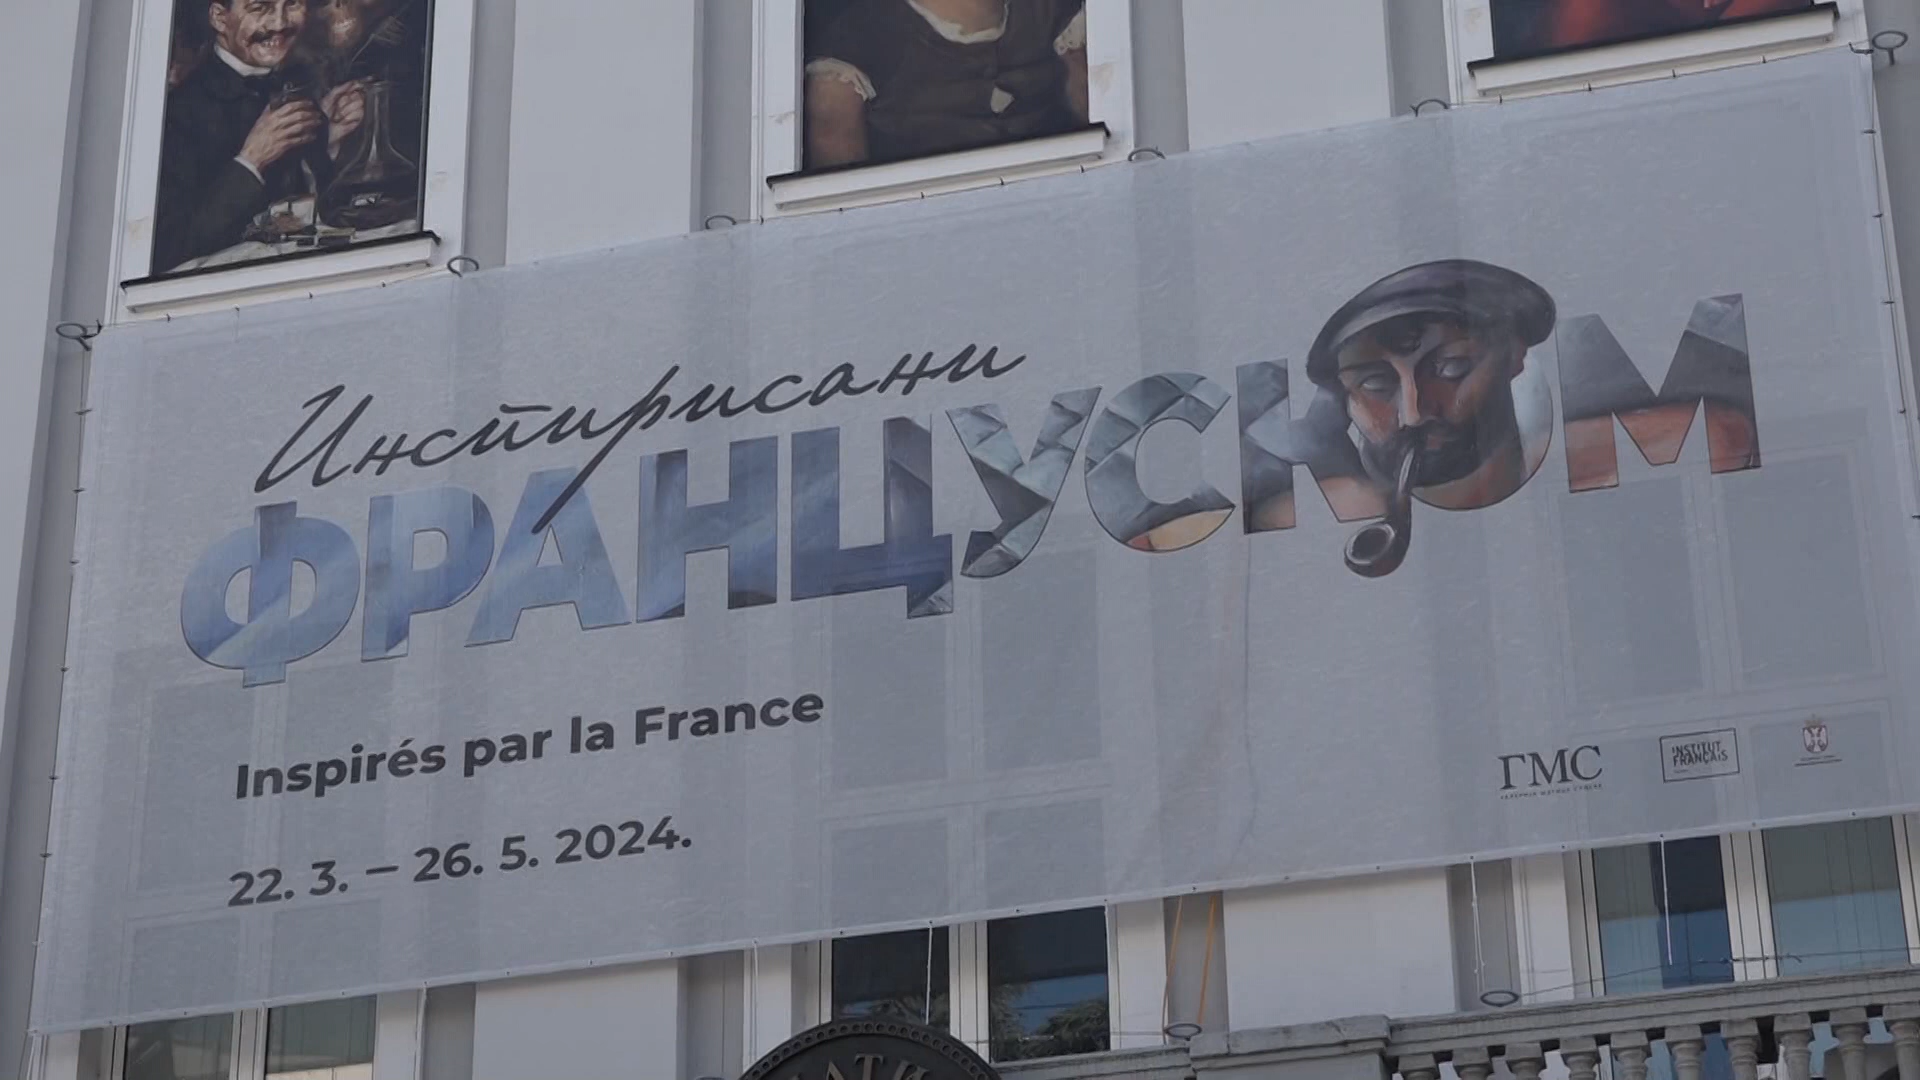 Инспирисани
ФРАНЦУСКОМ
Inspirés par la France
22. 3. – 26. 5. 2024.
ГМС
INSTITUT
FRANÇAIS